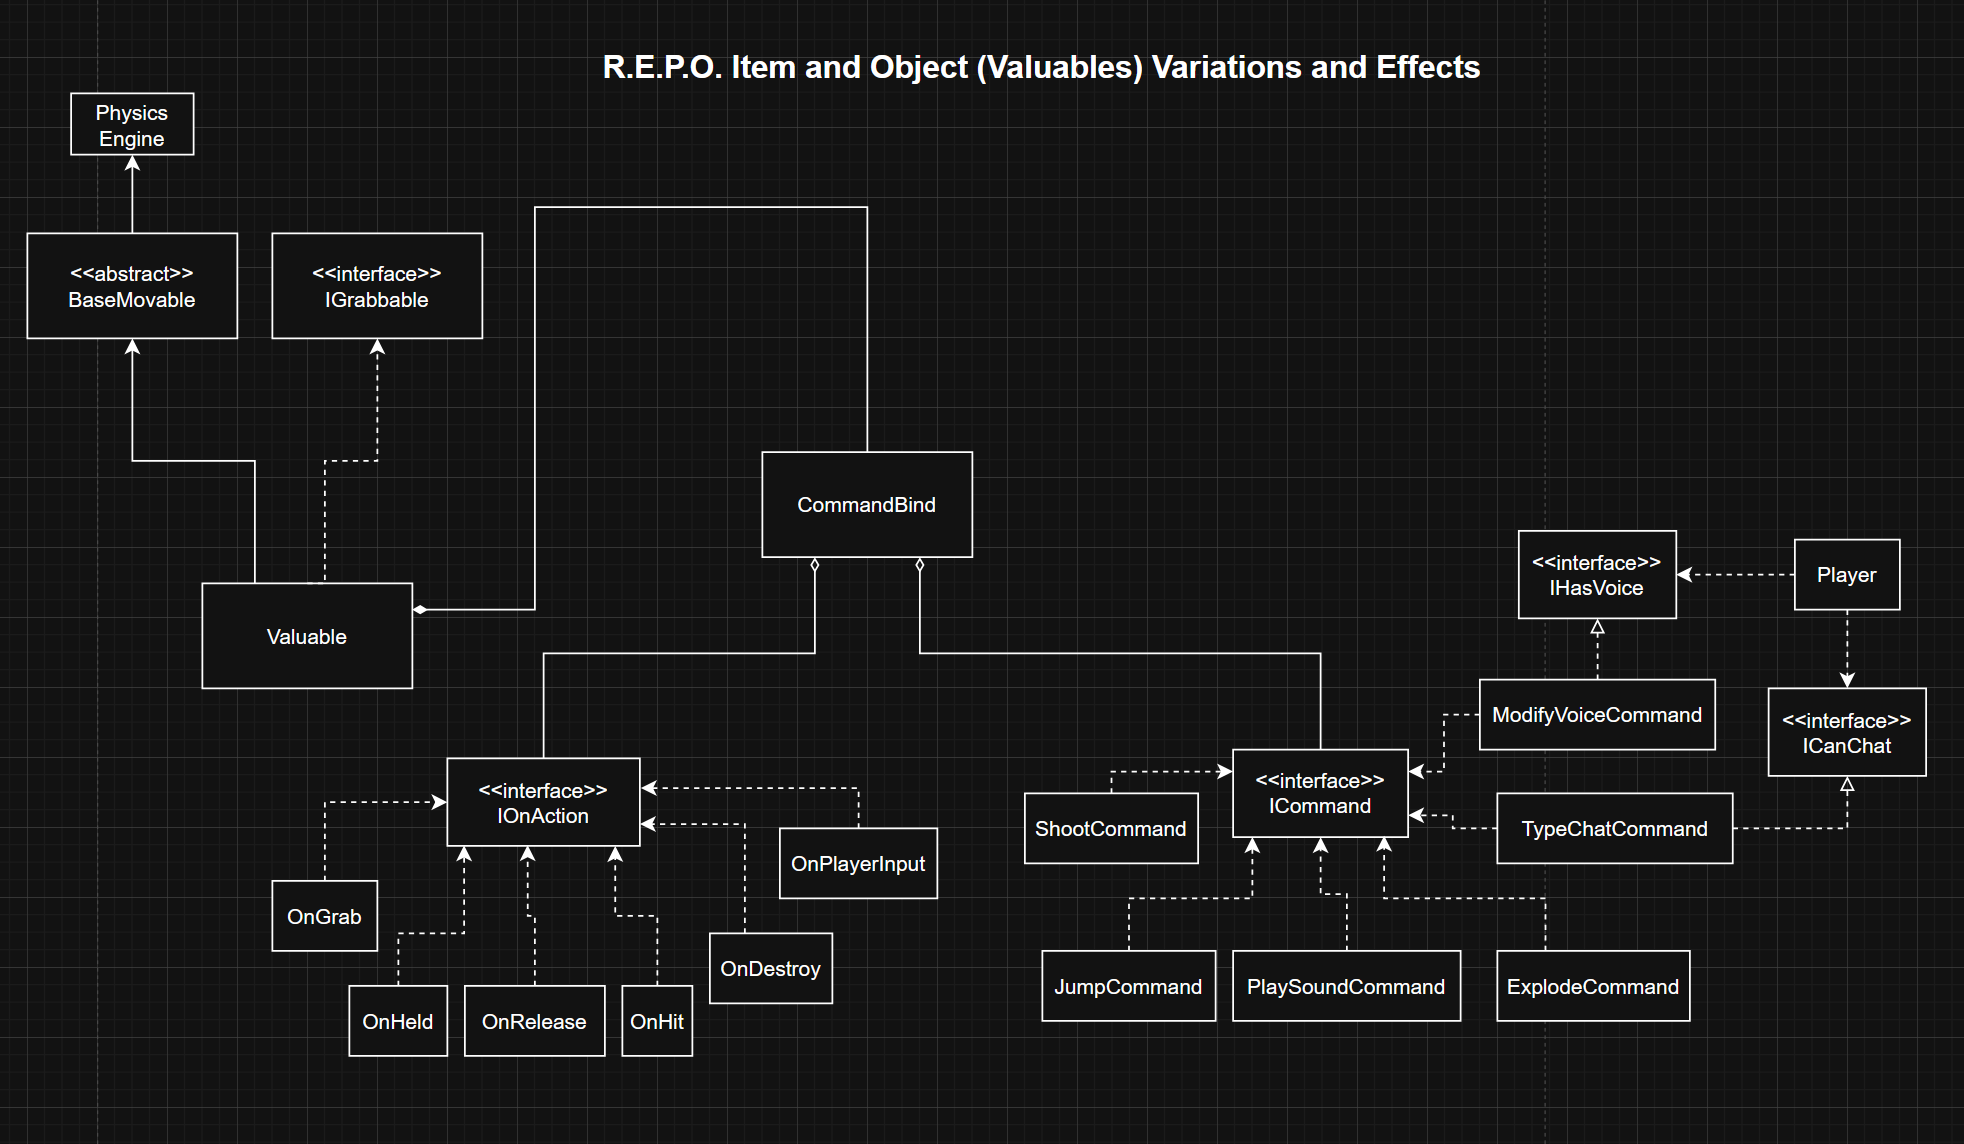 R.E.P.O. Item and Object (Valuables) Variations and Effects
Physics
Engine
<<abstract>>
BaseMovable
<<interface>>
IGrabbable
CommandBind
Valuable
<<interface>>
IHasVoice
Player
ModifyVoiceCommand
<<interface>>
ICanChat
<<interface>>
IOnAction
<<interface>>
ICommand
ShootCommand
TypeChatCommand
OnPlayerInput
OnGrab
OnDestroy
JumpCommand
PlaySoundCommand
ExplodeCommand
OnHeld
OnRelease
OnHit